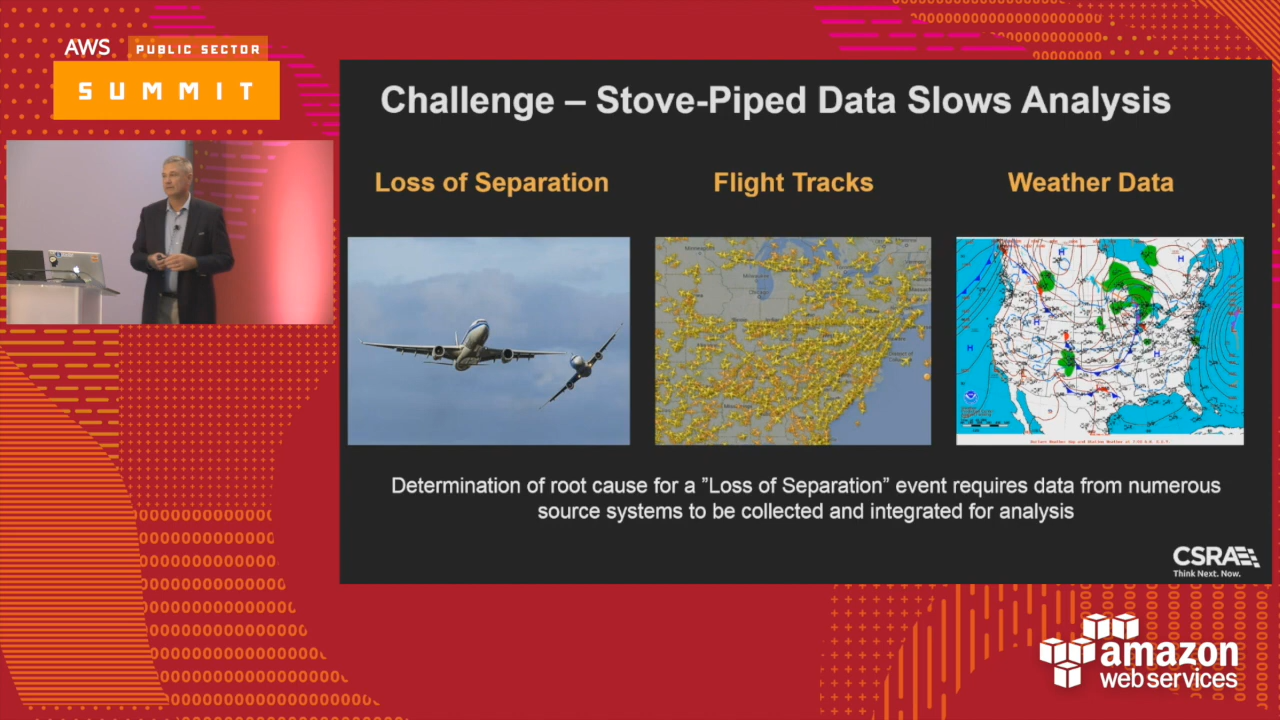 AWS PUBLIC SECTOR
SUMMIT
Challenge – Stove-Piped Data Slows Analysis
Loss of Separation
Flight Tracks
Weather Data
Determination of root cause for a ”Loss of Separation” event requires data from numerous
source systems to be collected and integrated for analysis
CSRA
Think Next. Now.
amazon
web services